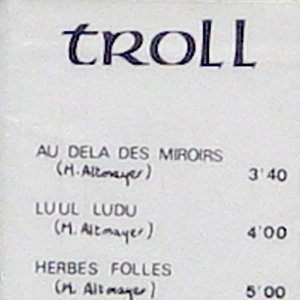 TROLL
AU DELA DES MIROIRS
(M. Altmayer) 3'40
LUUL LUDU
(M. Altmayer) 4'00
HERBES FOLLES
(M. Altmayer) 5'00